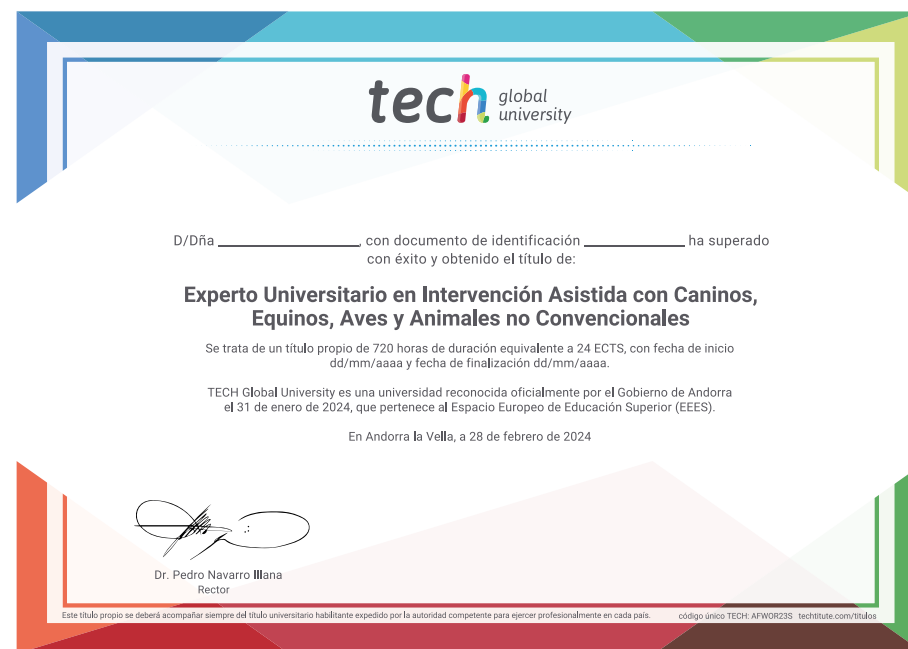 tech global university
D/Dña ____________________, con documento de identificación ______________ ha superado
con éxito y obtenido el título de:
Experto Universitario en Intervención Asistida con Caninos,
Equinos, Aves y Animales no Convencionales
Se trata de un título propio de 720 horas de duración equivalente a 24 ECTS, con fecha de inicio
dd/mm/aaaa y fecha de finalización dd/mm/aaaa.
TECH Global University es una universidad reconocida oficialmente por el Gobierno de Andorra
el 31 de enero de 2024, que pertenece al Espacio Europeo de Educación Superior (EEES).
En Andorra la Vella, a 28 de febrero de 2024
Dr. Pedro Navarro Illana
Rector
Este título propio se deberá acompañar siempre del título universitario habilitante expedido por la autoridad competente para ejercer profesionalmente en cada país. código único TECH: AFWOR23S techtitute.com/titulos